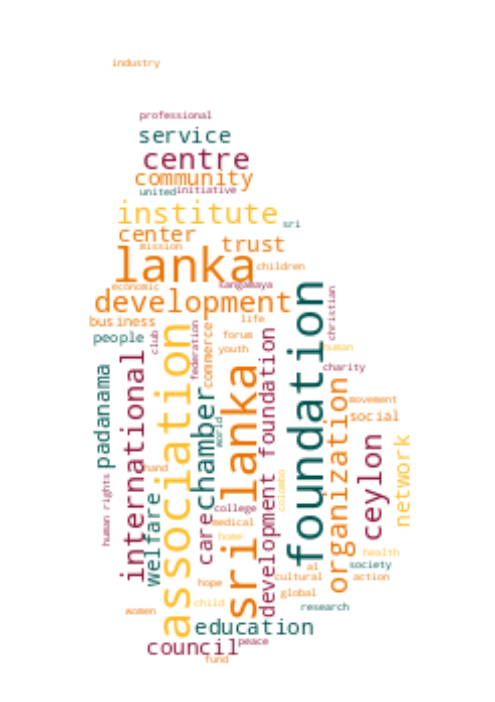 industry
professional
service
centre
community
united
initiative
institute
sri
center
mission
trust
lanka
children
economic
sangamaya
development
christian
business
life
people
club
federation
commerce
forum
youth
human
association
foundation
development foundation
charity
international
padanama
sri lanka
chamber
world
organization
movement
social
ceylon
network
hand
human rights
welfare
care
college
medical
home
colombo
health
al
society
cultural
action
hope
global
child
research
women
education
council
peace
fund